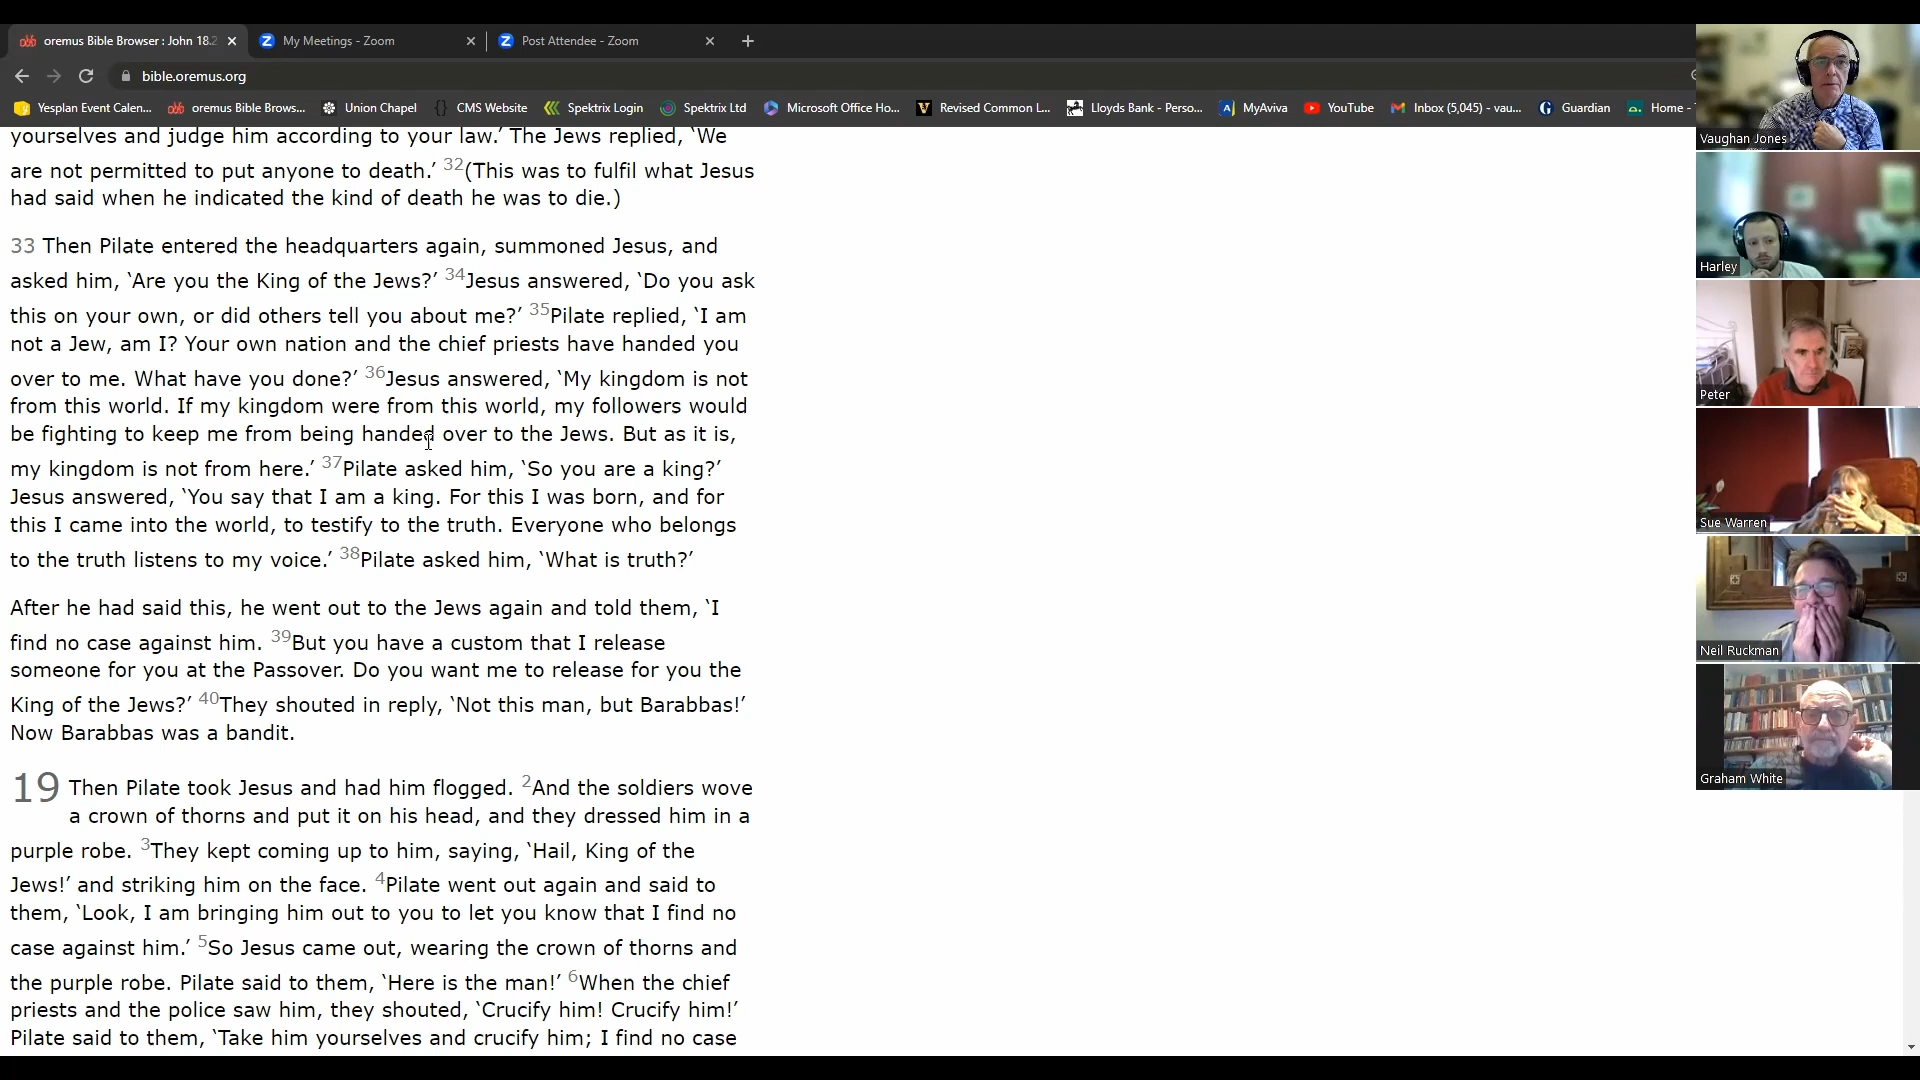 oremus Bible Browser : John 18.2
My Meetings - Zoom
Post Attendee - Zoom
bible.oremus.org
Yesplan Event Calen...
oremus Bible Brows...
Union Chapel
CMS Website
Spektrix Login
Spektrix Ltd
Microsoft Office Ho...
Revised Common L...
Lloyds Bank - Perso...
MyAviva
YouTube
Inbox (5,045) - vau...
Guardian
Home -
yourselves and judge him according to your law.’ The Jews replied, ‘We
are not permitted to put anyone to death.’ 32(This was to fulfil what Jesus
had said when he indicated the kind of death he was to die.)
33 Then Pilate entered the headquarters again, summoned Jesus, and
asked him, ‘Are you the King of the Jews?’ 34Jesus answered, ‘Do you ask
this on your own, or did others tell you about me?’ 35Pilate replied, ‘I am
not a Jew, am I? Your own nation and the chief priests have handed you
over to me. What have you done?’ 36Jesus answered, ‘My kingdom is not
from this world. If my kingdom were from this world, my followers would
be fighting to keep me from being handed over to the Jews. But as it is,
my kingdom is not from here.’ 37Pilate asked him, ‘So you are a king?’
Jesus answered, ‘You say that I am a king. For this I was born, and for
this I came into the world, to testify to the truth. Everyone who belongs
to the truth listens to my voice.’ 38Pilate asked him, ‘What is truth?’
After he had said this, he went out to the Jews again and told them, ‘I
find no case against him. 39But you have a custom that I release
someone for you at the Passover. Do you want me to release for you the
King of the Jews?’ 40They shouted in reply, ‘Not this man, but Barabbas!’
Now Barabbas was a bandit.
19 Then Pilate took Jesus and had him flogged. 2And the soldiers wove
a crown of thorns and put it on his head, and they dressed him in a
purple robe. 3They kept coming up to him, saying, ‘Hail, King of the
Jews!’ and striking him on the face. 4Pilate went out again and said to
them, ‘Look, I am bringing him out to you to let you know that I find no
case against him.’ 5So Jesus came out, wearing the crown of thorns and
the purple robe. Pilate said to them, ‘Here is the man!’ 6When the chief
priests and the police saw him, they shouted, ‘Crucify him! Crucify him!’
Pilate said to them, ‘Take him yourselves and crucify him; I find no case
Vaughan Jones
Harley
Peter
Sue Warren
Neil Ruckman
Graham White